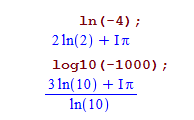 ln(-4);
2 ln(2) + I π
log10(-1000);
3 ln(10) + I π
ln(10)